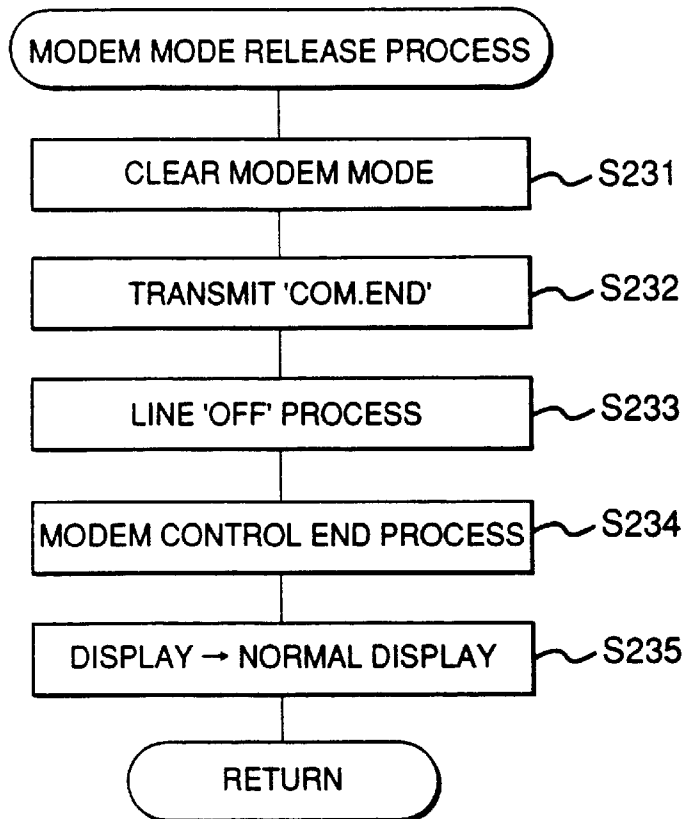 MODEM MODE RELEASE PROCESS
CLEAR MODEM MODE
S231
TRANSMIT 'COM.END'
S232
LINE 'OFF' PROCESS
S233
MODEM CONTROL END PROCESS
S234
DISPLAY → NORMAL DISPLAY
S235
RETURN